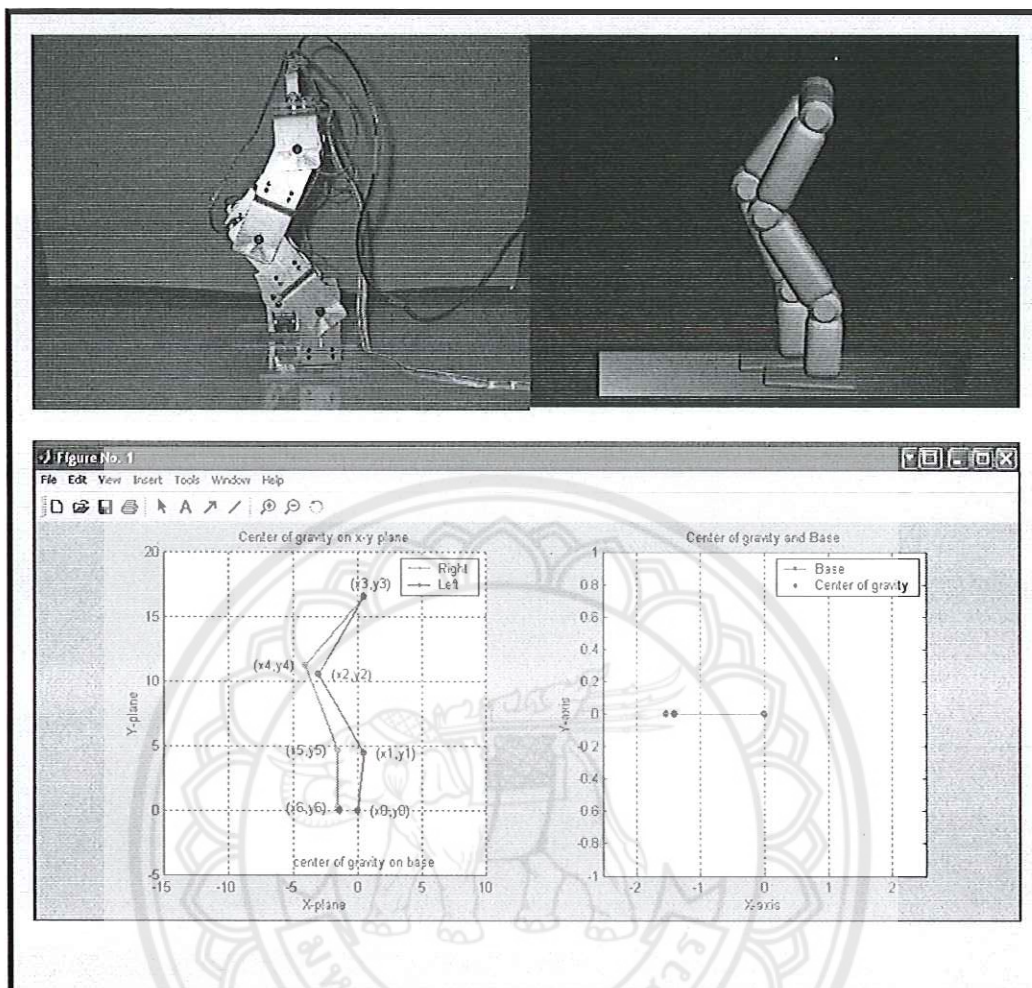 Figure No. 1
File Edit View Insert Tools Window Help
Center of gravity on x-y plane
20
15
10
5
0
-5
-15
-10
-5
0
5
10
Y-plane
X-plane
Right
Left
(x3,y3)
(x4,y4)
(x2,y2)
(x5,y5)
(x1,y1)
(x6,y6)
(x0,y0)
center of gravity on base
Center of gravity and Base
1
0.8
0.6
0.4
0.2
0
-0.2
-0.4
0.6
-0.8
-1
-2
-1
0
1
2
Y-axis
X-axis
Base
Center of gravity